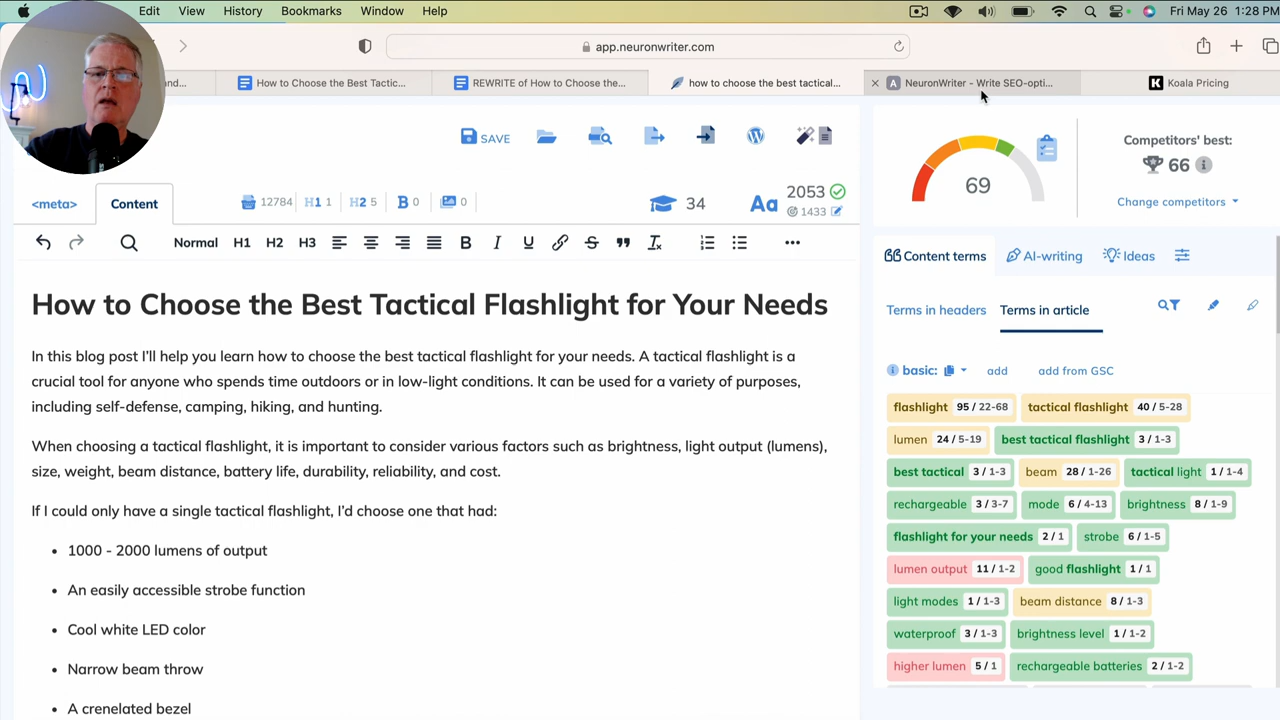 Edit View History Bookmarks Window Help Fri May 26 1:28 PM
app.neuronwriter.com
nd... How to Choose the Best Tactic... REWRITE of How to Choose the... how to choose the best tactical... NeuronWriter - Write SEO-opti... Koala Pricing
SAVE
<meta> Content 12784 H1 1 H2 5 B 0 0 34 Aa 2053
1433
Normal H1 H2 H3 B I U S
How to Choose the Best Tactical Flashlight for Your Needs
In this blog post I'll help you learn how to choose the best tactical flashlight for your needs. A tactical flashlight is a
crucial tool for anyone who spends time outdoors or in low-light conditions. It can be used for a variety of purposes,
including self-defense, camping, hiking, and hunting.
When choosing a tactical flashlight, it is important to consider various factors such as brightness, light output (lumens),
size, weight, beam distance, battery life, durability, reliability, and cost.
If I could only have a single tactical flashlight, I'd choose one that had:
• 1000 - 2000 lumens of output
• An easily accessible strobe function
• Cool white LED color
• Narrow beam throw
• A crenelated bezel
69
Competitors' best:
66
Change competitors
Content terms AI-writing Ideas
Terms in headers Terms in article
basic: add add from GSC
flashlight 95 / 22-68 tactical flashlight 40 / 5-28
lumen 24 / 5-19 best tactical flashlight 3 / 1-3
best tactical 3 / 1-3 beam 28 / 1-26 tactical light 1 / 1-4
rechargeable 3 / 3-7 mode 6 / 4-13 brightness 8 / 1-9
flashlight for your needs 2 / 1 strobe 6 / 1-5
lumen output 11 / 1-2 good flashlight 1 / 1
light modes 1 / 1-3 beam distance 8 / 1-3
waterproof 3 / 1-3 brightness level 1 / 1-2
higher lumen 5 / 1 rechargeable batteries 2 / 1-2